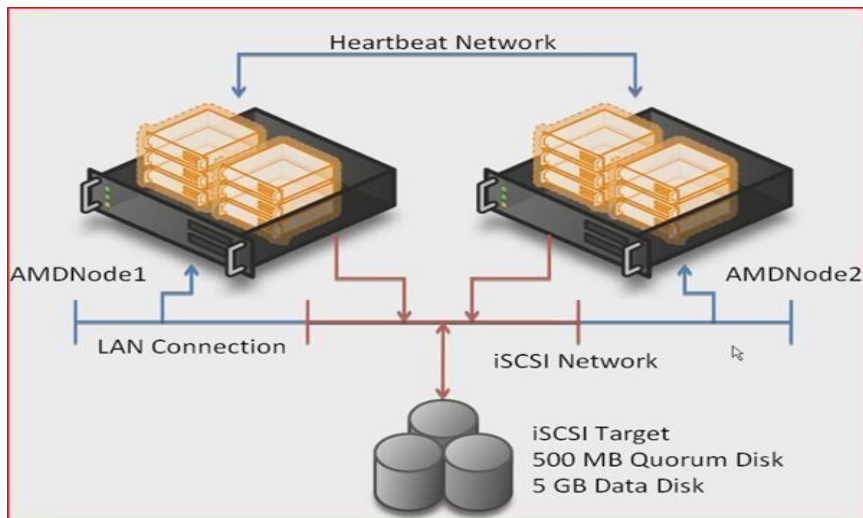 Heartbeat Network
AMDNode1
AMDNode2
LAN Connection
iSCSI Network
iSCSI Target
500 MB Quorum Disk
5 GB Data Disk